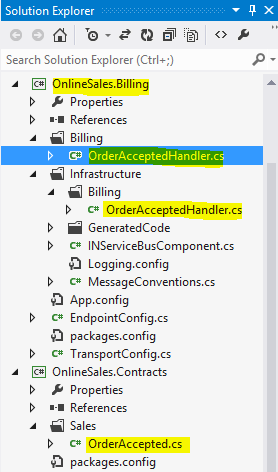 Solution Explorer
Search Solution Explorer (Ctrl+;)
OnlineSales.Billing
Properties
References
Billing
OrderAcceptedHandler.cs
Infrastructure
Billing
OrderAcceptedHandler.cs
GeneratedCode
INServiceBusComponent.cs
Logging.config
MessageConventions.cs
App.config
EndpointConfig.cs
packages.config
TransportConfig.cs
OnlineSales.Contracts
Properties
References
Sales
OrderAccepted.cs
packages.config